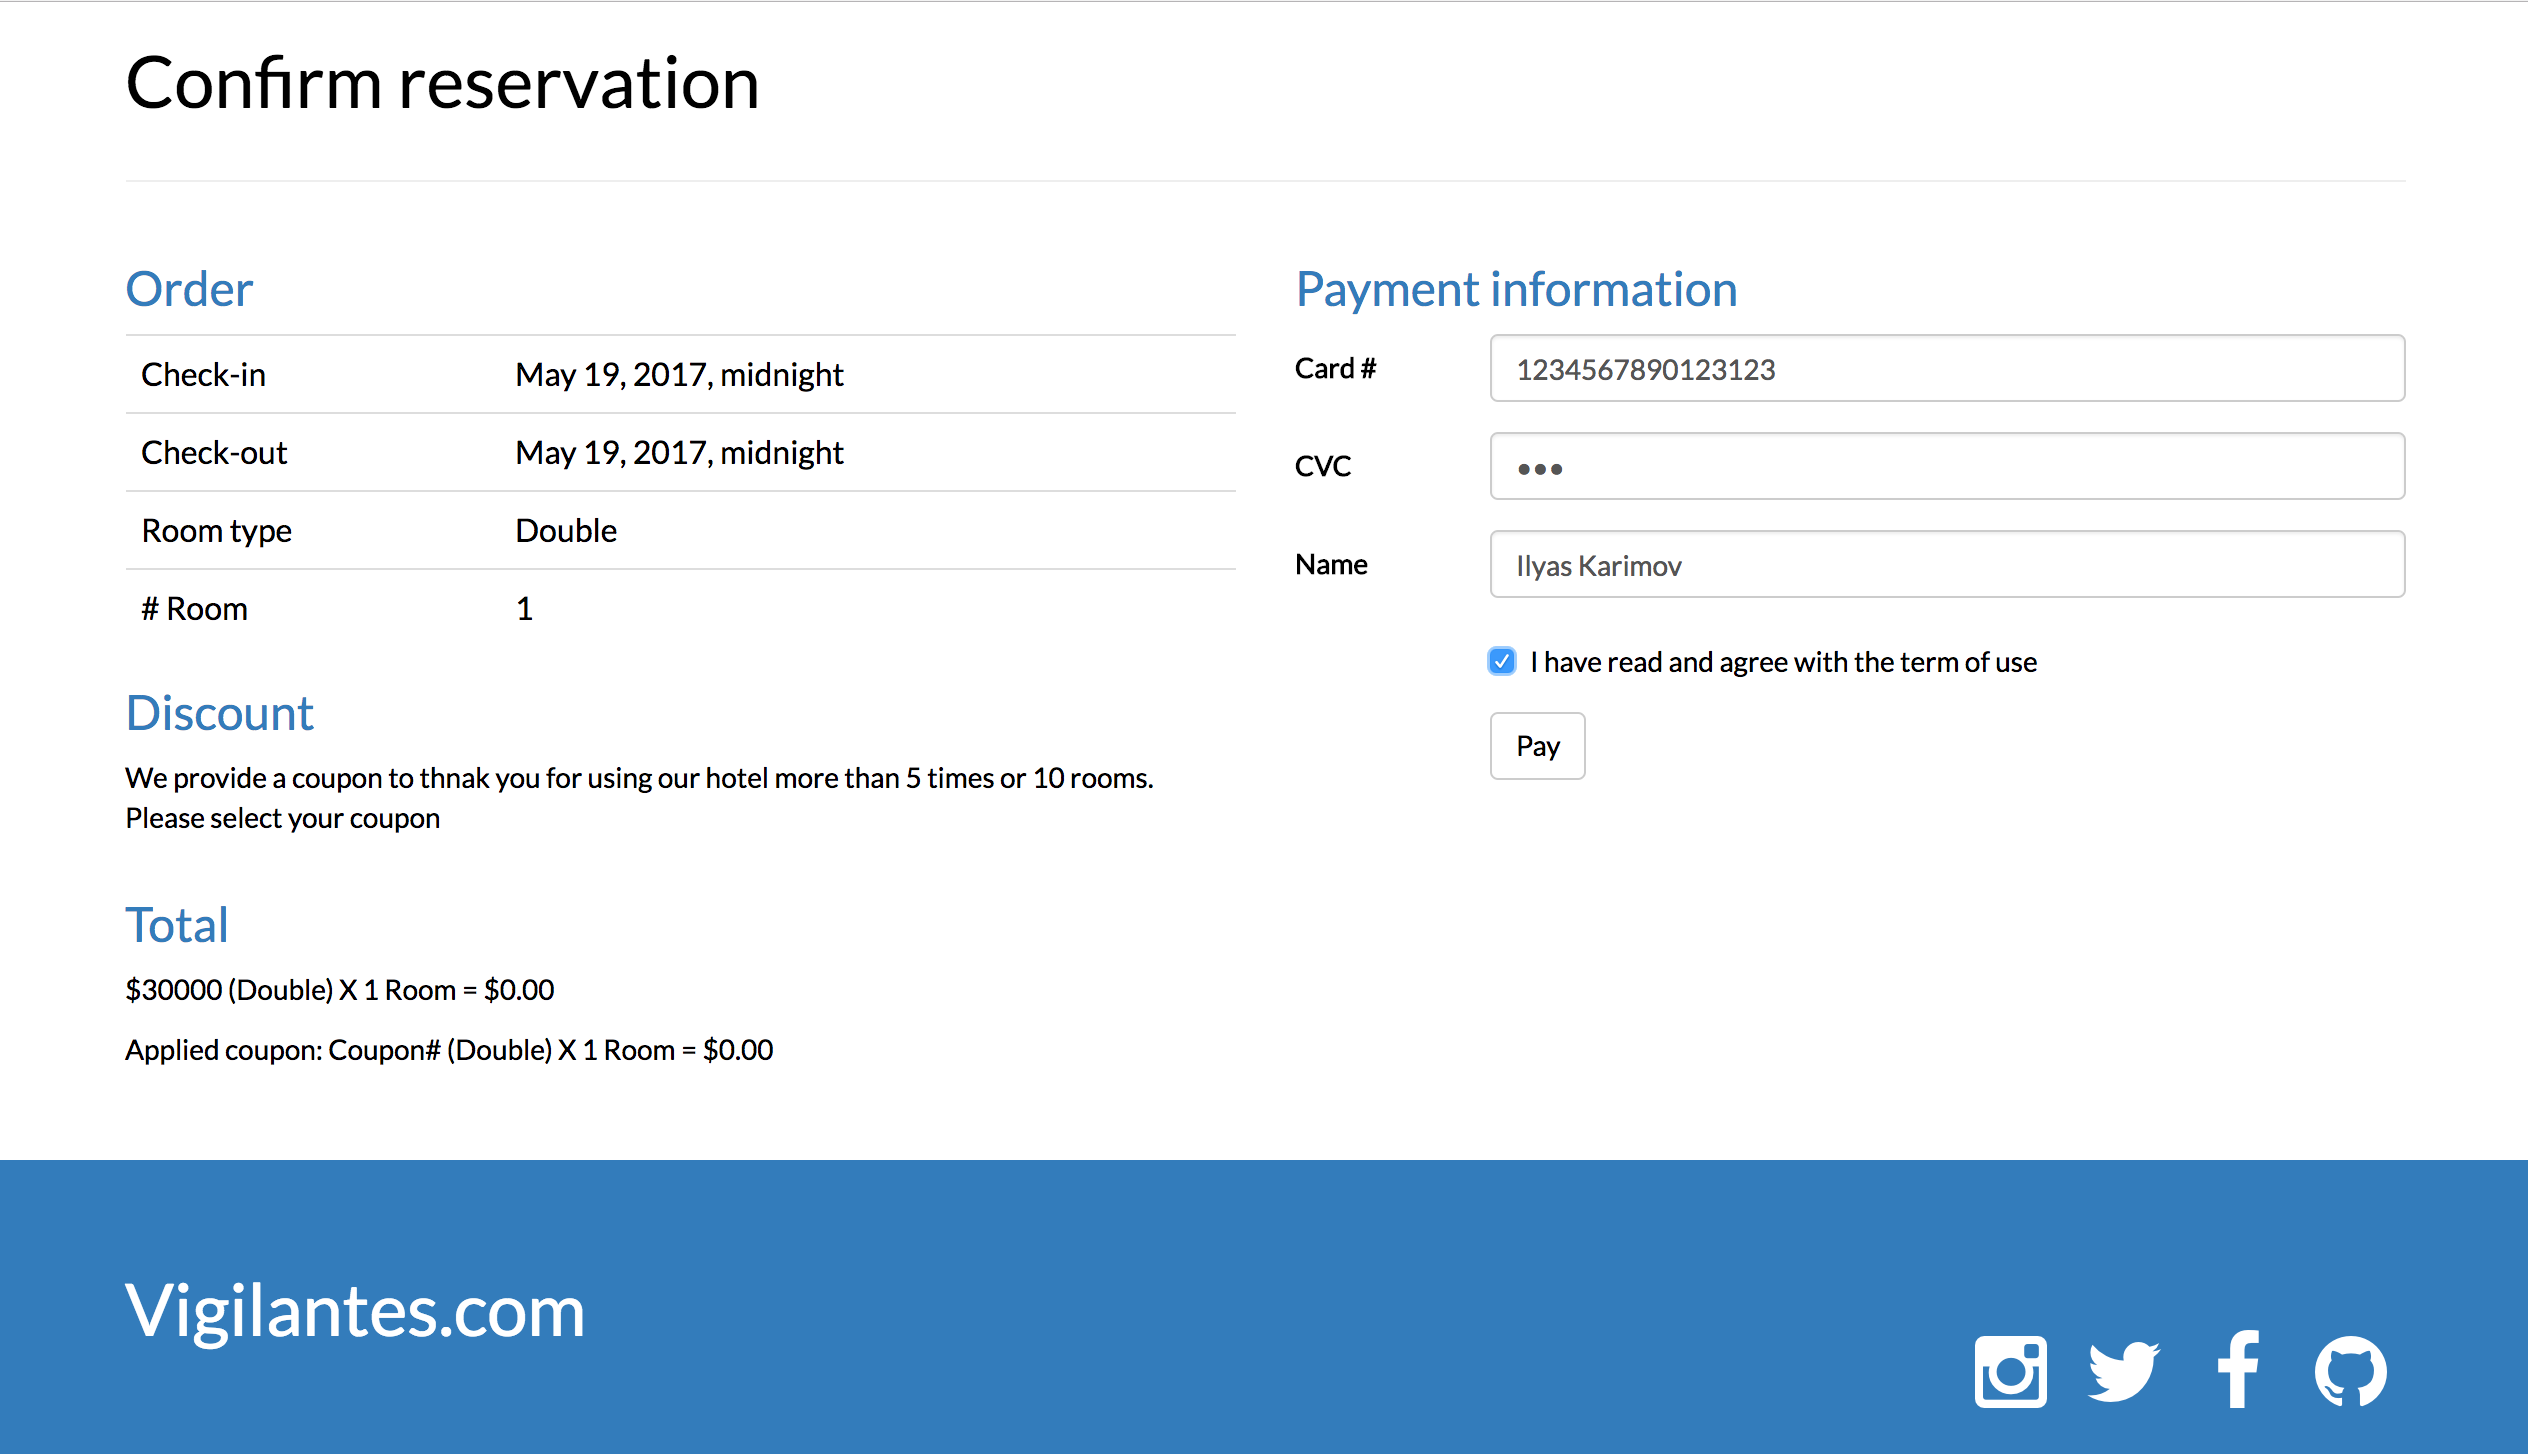 Confirm reservation
Order
Check-in May 19, 2017, midnight
Check-out May 19, 2017, midnight
Room type Double
# Room 1
Discount
We provide a coupon to thnak you for using our hotel more than 5 times or 10 rooms.
Please select your coupon
Total
$30000 (Double) X 1 Room = $0.00
Applied coupon: Coupon# (Double) X 1 Room = $0.00
Payment information
Card # 1234567890123123
CVC •••
Name Ilyas Karimov
I have read and agree with the term of use
Pay
Vigilantes.com